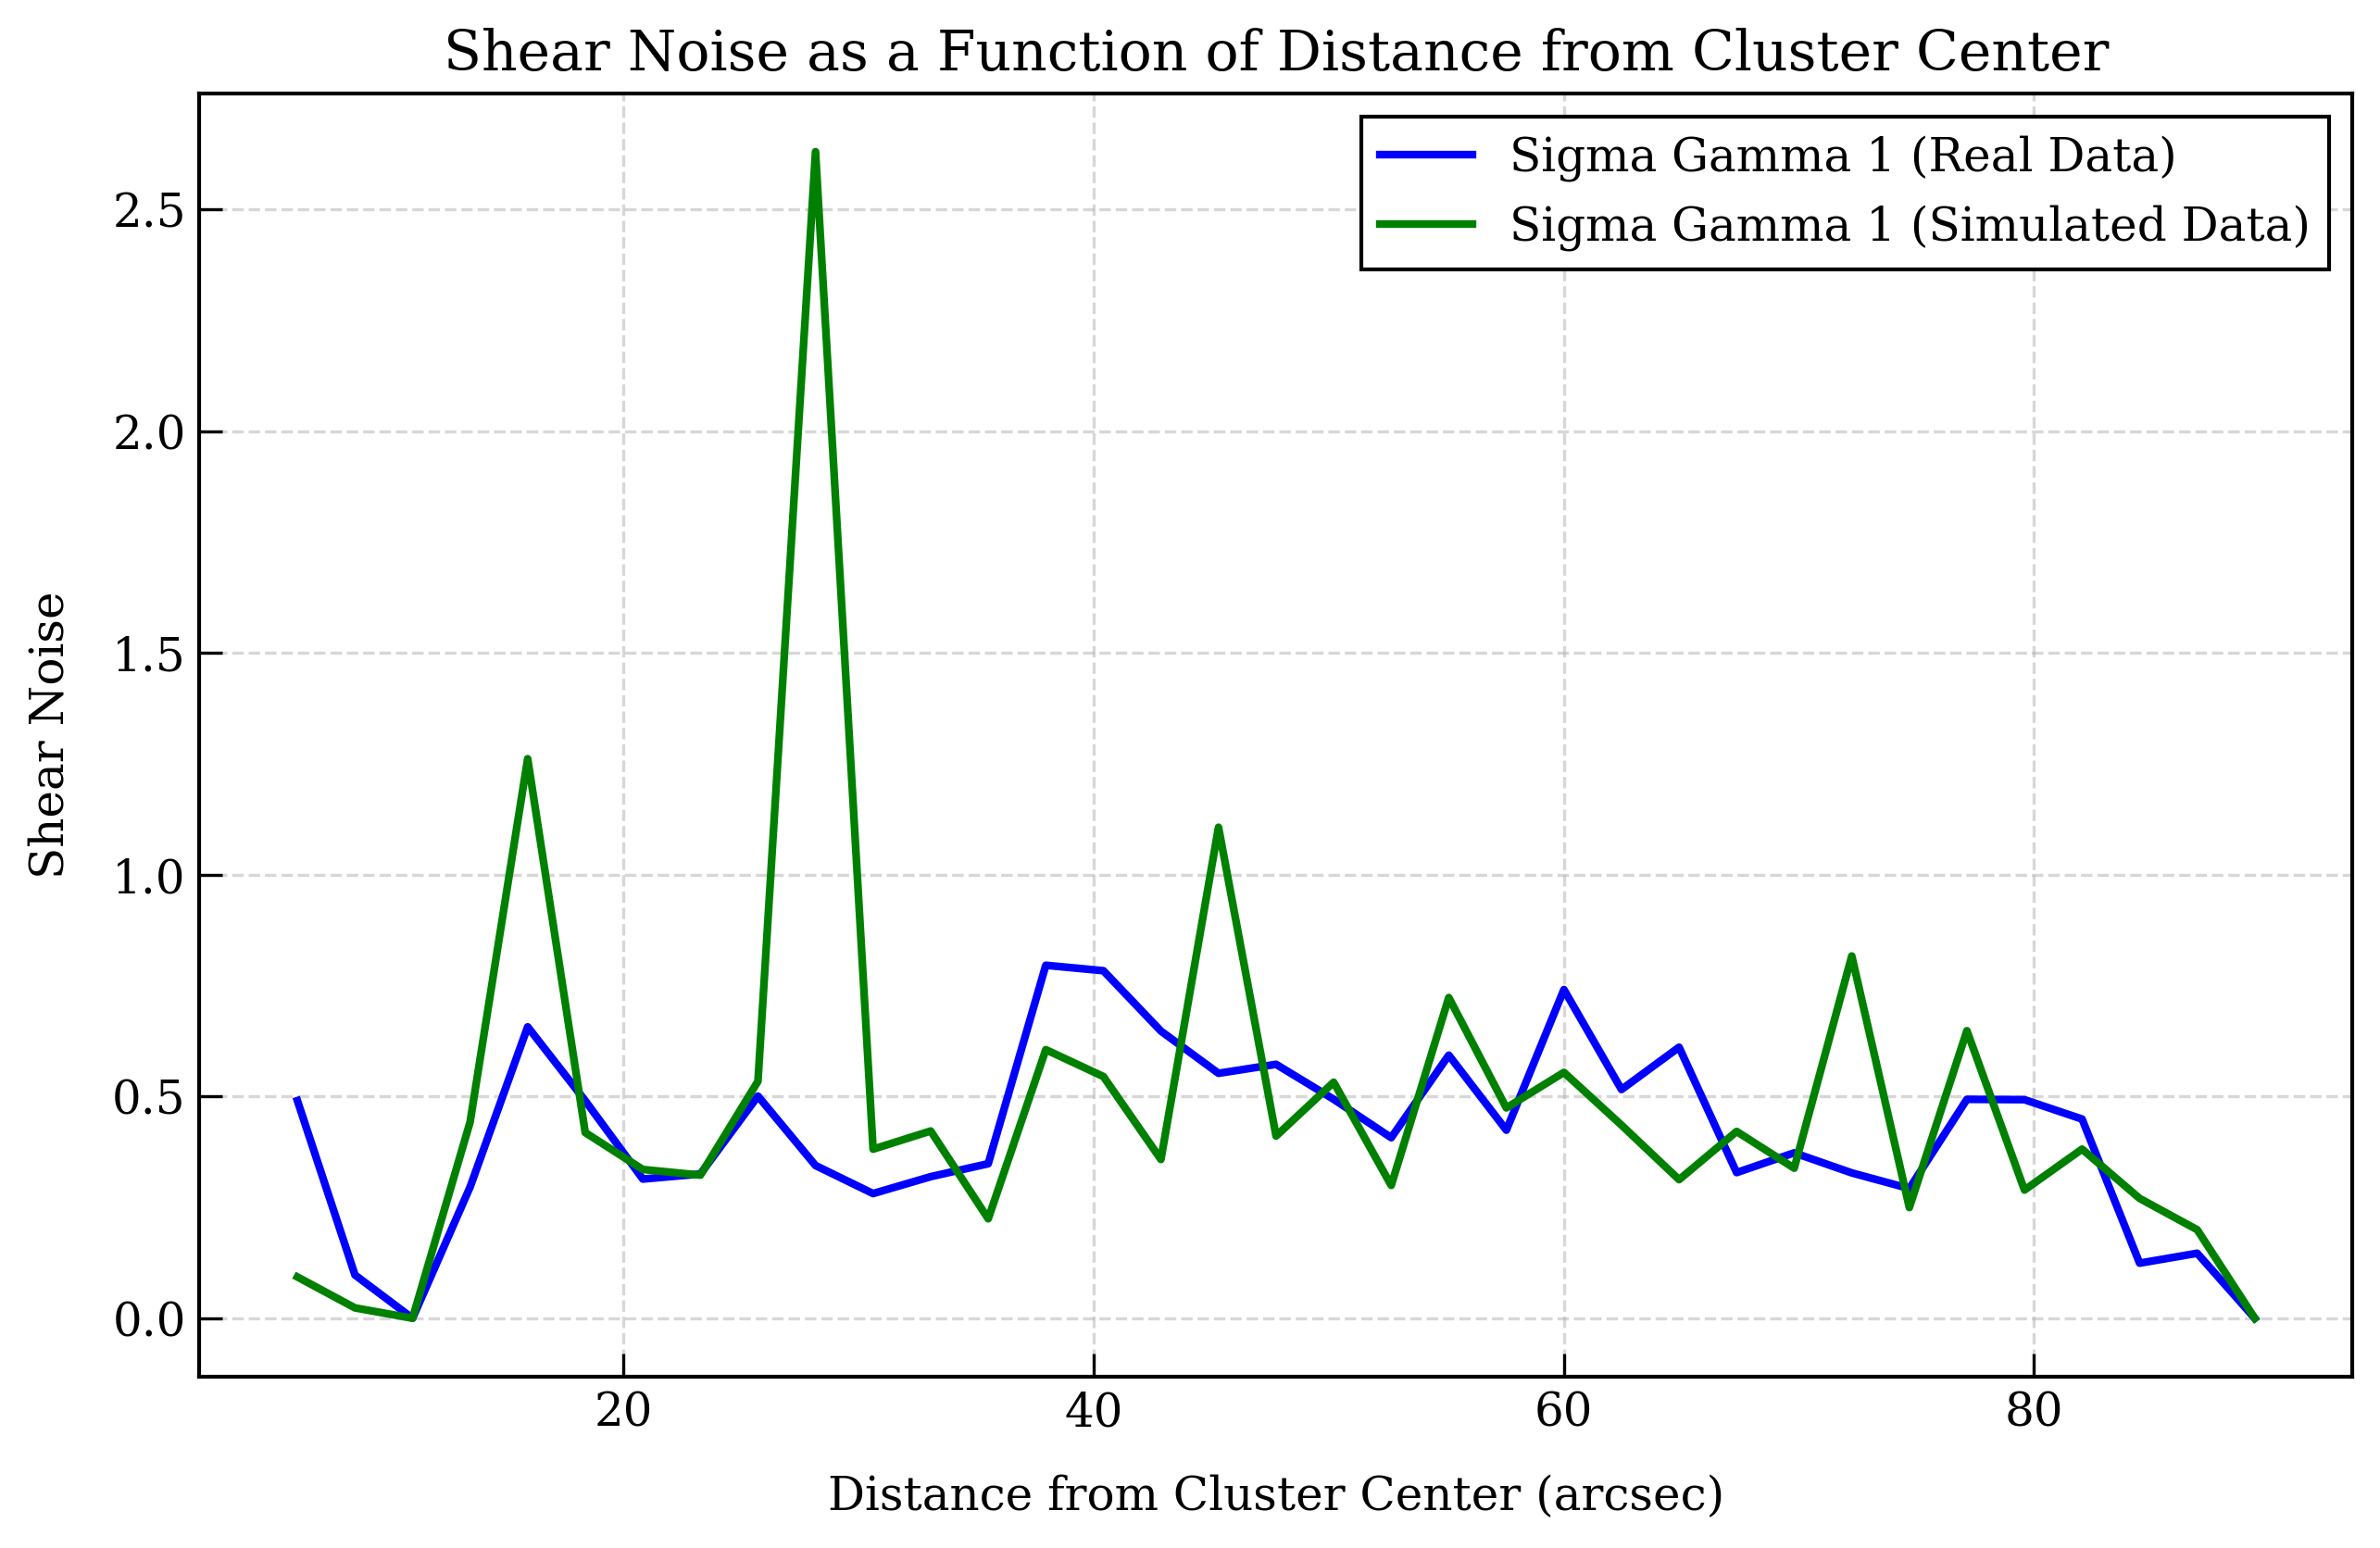 Shear Noise as a Function of Distance from Cluster Center
Sigma Gamma 1 (Real Data)
Sigma Gamma 1 (Simulated Data)
Shear Noise
2.5
2.0
1.5
1.0
0.5
0.0
20 40 60 80
Distance from Cluster Center (arcsec)